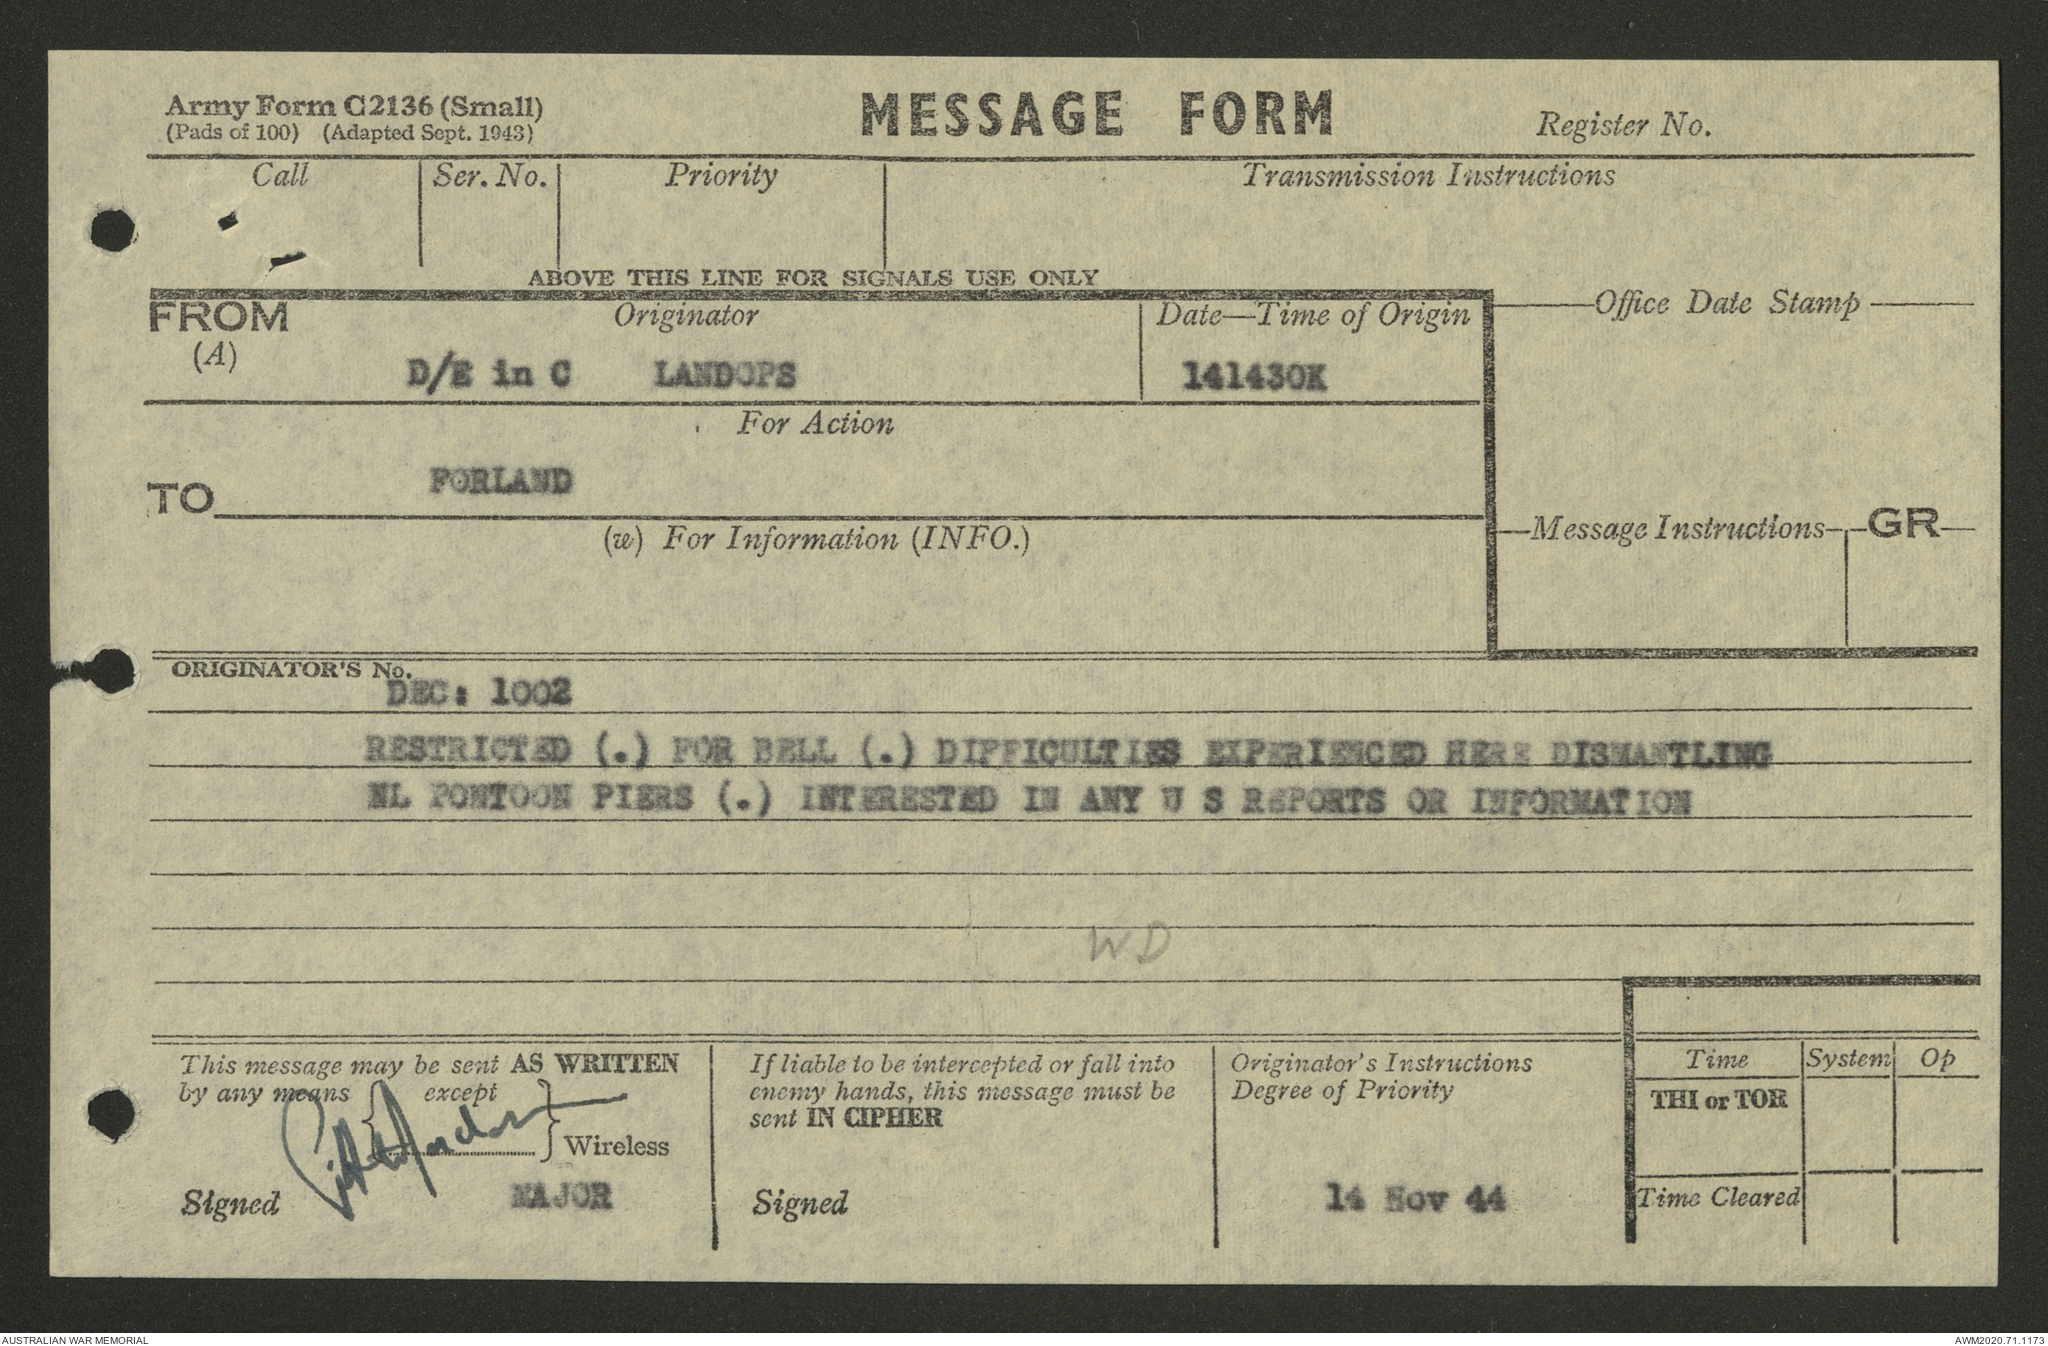 Army Form C2136 (Small)
(Pads of 100) (Adapted Sept. 1943)
MESSAGE FORM
Register No.
Call
Ser. No.
Priority
Transmission Instructions
ABOVE THIS LINE FOR SIGNALS USE ONLY
FROM
(A)
Originator
Date—Time of Origin
Office Date Stamp
D/E in C LANDOPS
141430K
For Action
FORLAND
TO
(w) For Information (INFO.)
Message Instructions
GR
ORIGINATOR'S No.
DEC: 1002
RESTRICTED (.) FOR BELL (.) DIFFICULTIES EXPERIENCED HERE DISMANTLING
NL PONTOON PIERS (.) INTERESTED IN ANY U S REPORTS OR INFORMATION
WD
This message may be sent AS WRITTEN
by any means except
Wireless
Signed
MAJOR
If liable to be intercepted or fall into
enemy hands, this message must be
sent IN CIPHER
Signed
Originator's Instructions
Degree of Priority
14 Nov 44
Time
System
Op
THI or TOR
Time Cleared
AUSTRALIAN WAR MEMORIAL
AWM2020.71.1173